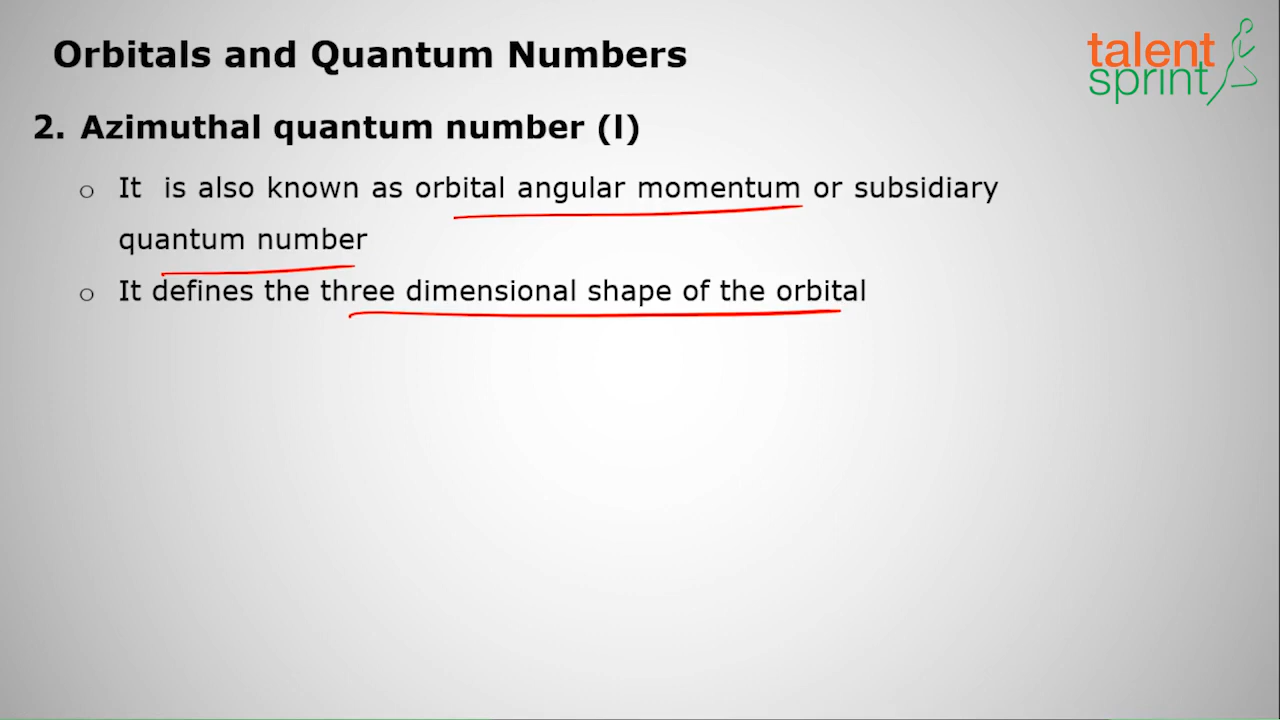 Orbitals and Quantum Numbers
talent
sprint
2. Azimuthal quantum number (l)
o It is also known as orbital angular momentum or subsidiary
quantum number
o It defines the three dimensional shape of the orbital